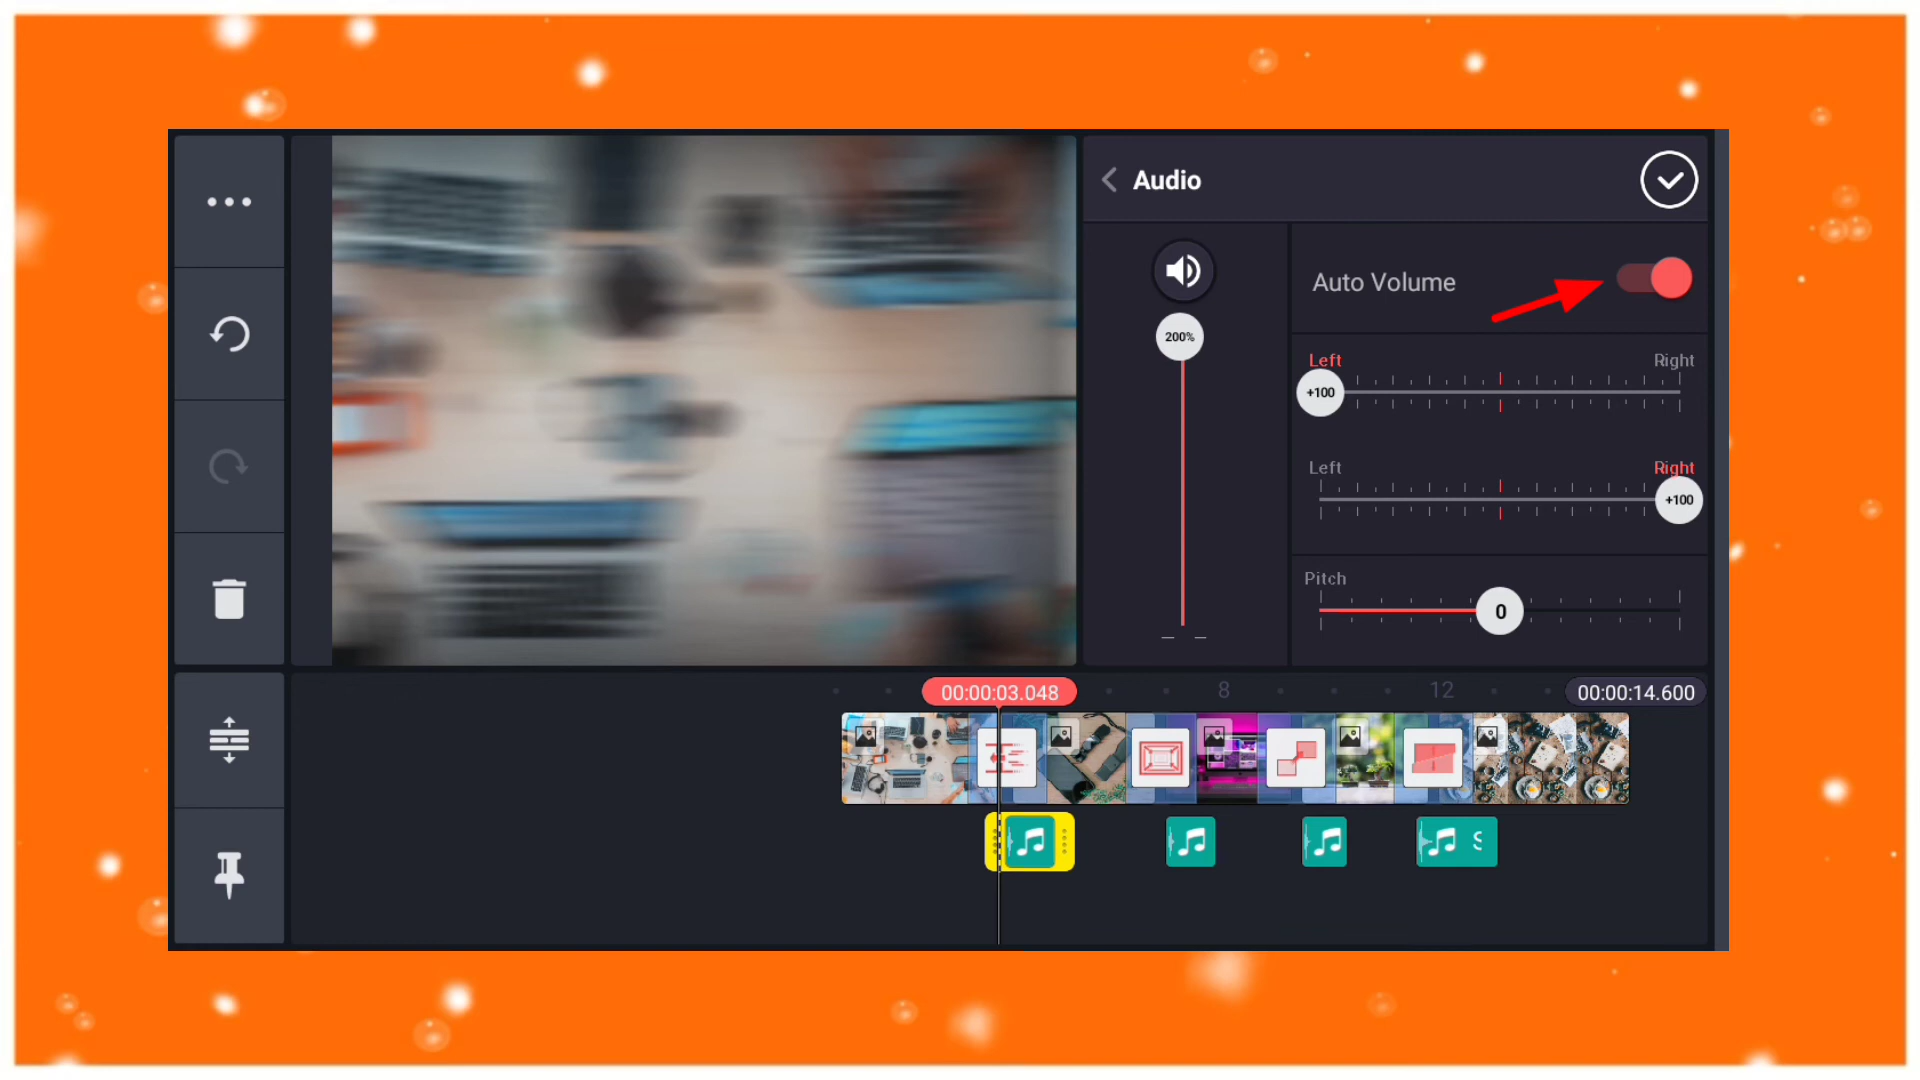 Audio
200%
Auto Volume
Left Right
+100
Left Right
+100
Pitch
0
00:00:03.048 8 12 00:00:14.600
S